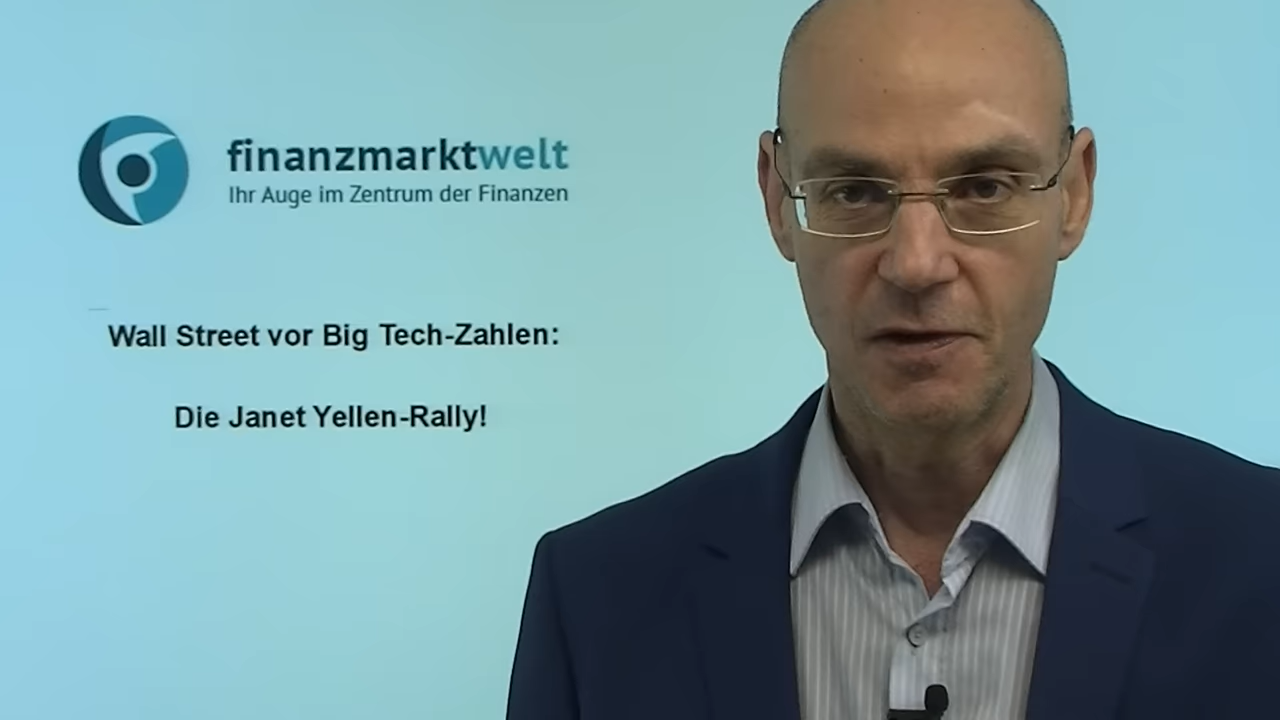 finanzmarktwelt
Ihr Auge im Zentrum der Finanzen
Wall Street vor Big Tech-Zahlen:
Die Janet Yellen-Rally!